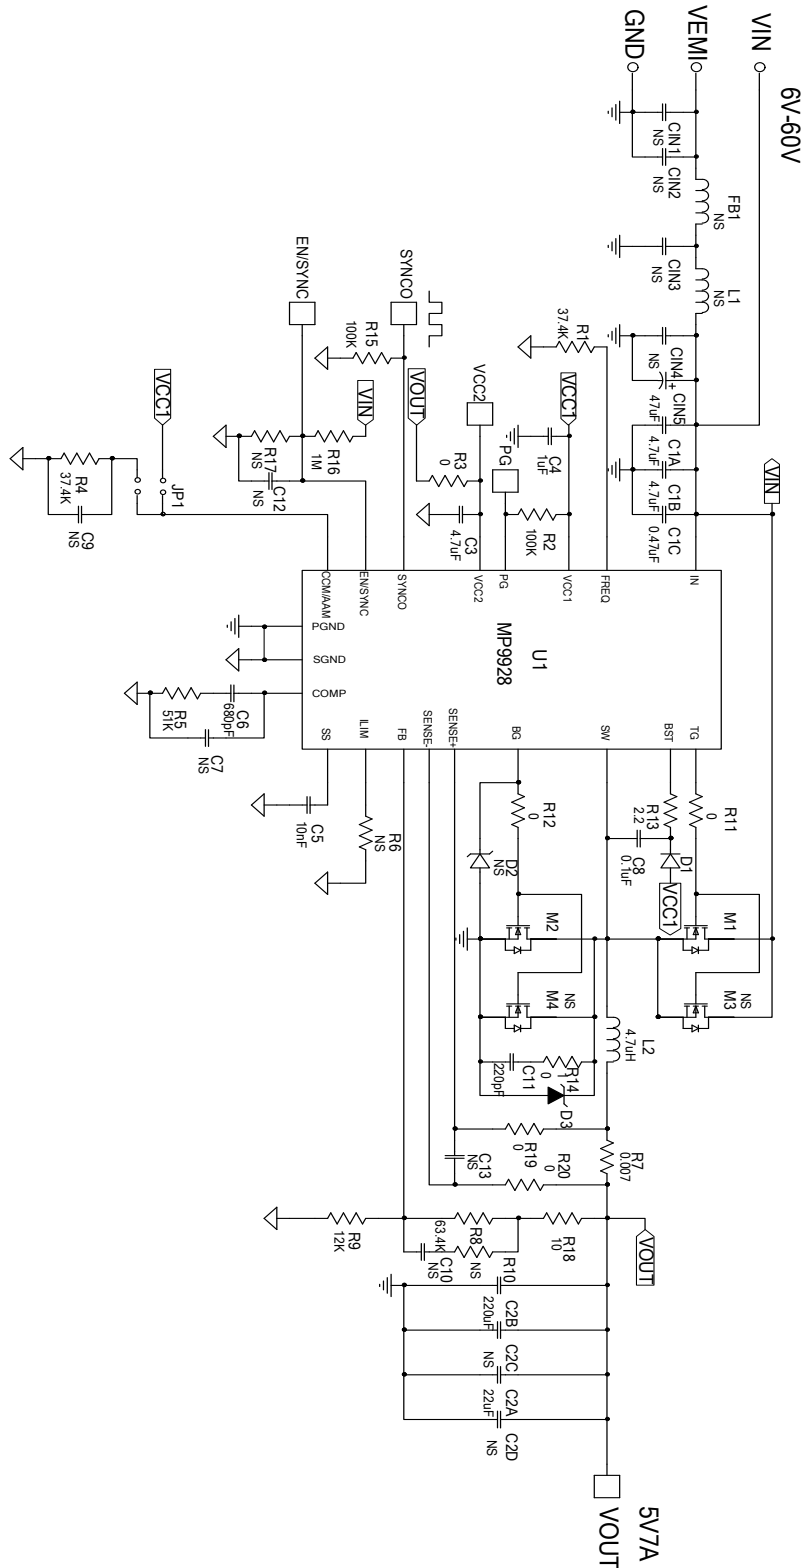 6V-60V
VIN
VEMI
GND
CIN1
NS
CIN2
NS
FB1
NS
CIN3
NS
L1
NS
CIN4
NS
+
CIN5
47uF
C1A
4.7uF
C1B
4.7uF
C1C
0.47uF
VIN
R1
37.4K
VCC1
C4
1uF
PG
R2
100K
VCC2
VOUT
R3
0
C3
4.7uF
SYNCO
R15
100K
EN/SYNC
VIN
R16
1M
R17
NS
C12
NS
VCC1
JP1
R4
37.4K
C9
NS
U1
MP9928
IN
FREQ
VCC1
PG
VCC2
SYNCO
EN/SYNC
CCM/AAM
PGND
SGND
COMP
SS
ILIM
FB
SENSE-
SENSE+
BG
SW
BST
TG
C6
680pF
R5
51K
C7
NS
C5
10nF
R6
NS
R11
0
R13
2.2
D1
VCC1
C8
0.1uF
R12
0
D2
NS
M1
M3
NS
M2
M4
NS
L2
4.7uH
R14
0
1
C11
220pF
D3
R7
0.007
R19
0
R20
0
C13
NS
VOUT
R18
10
R8
63.4K
R10
NS
C10
NS
R9
12K
C2B
220uF
C2C
NS
C2A
22uF
C2D
NS
5V7A
VOUT